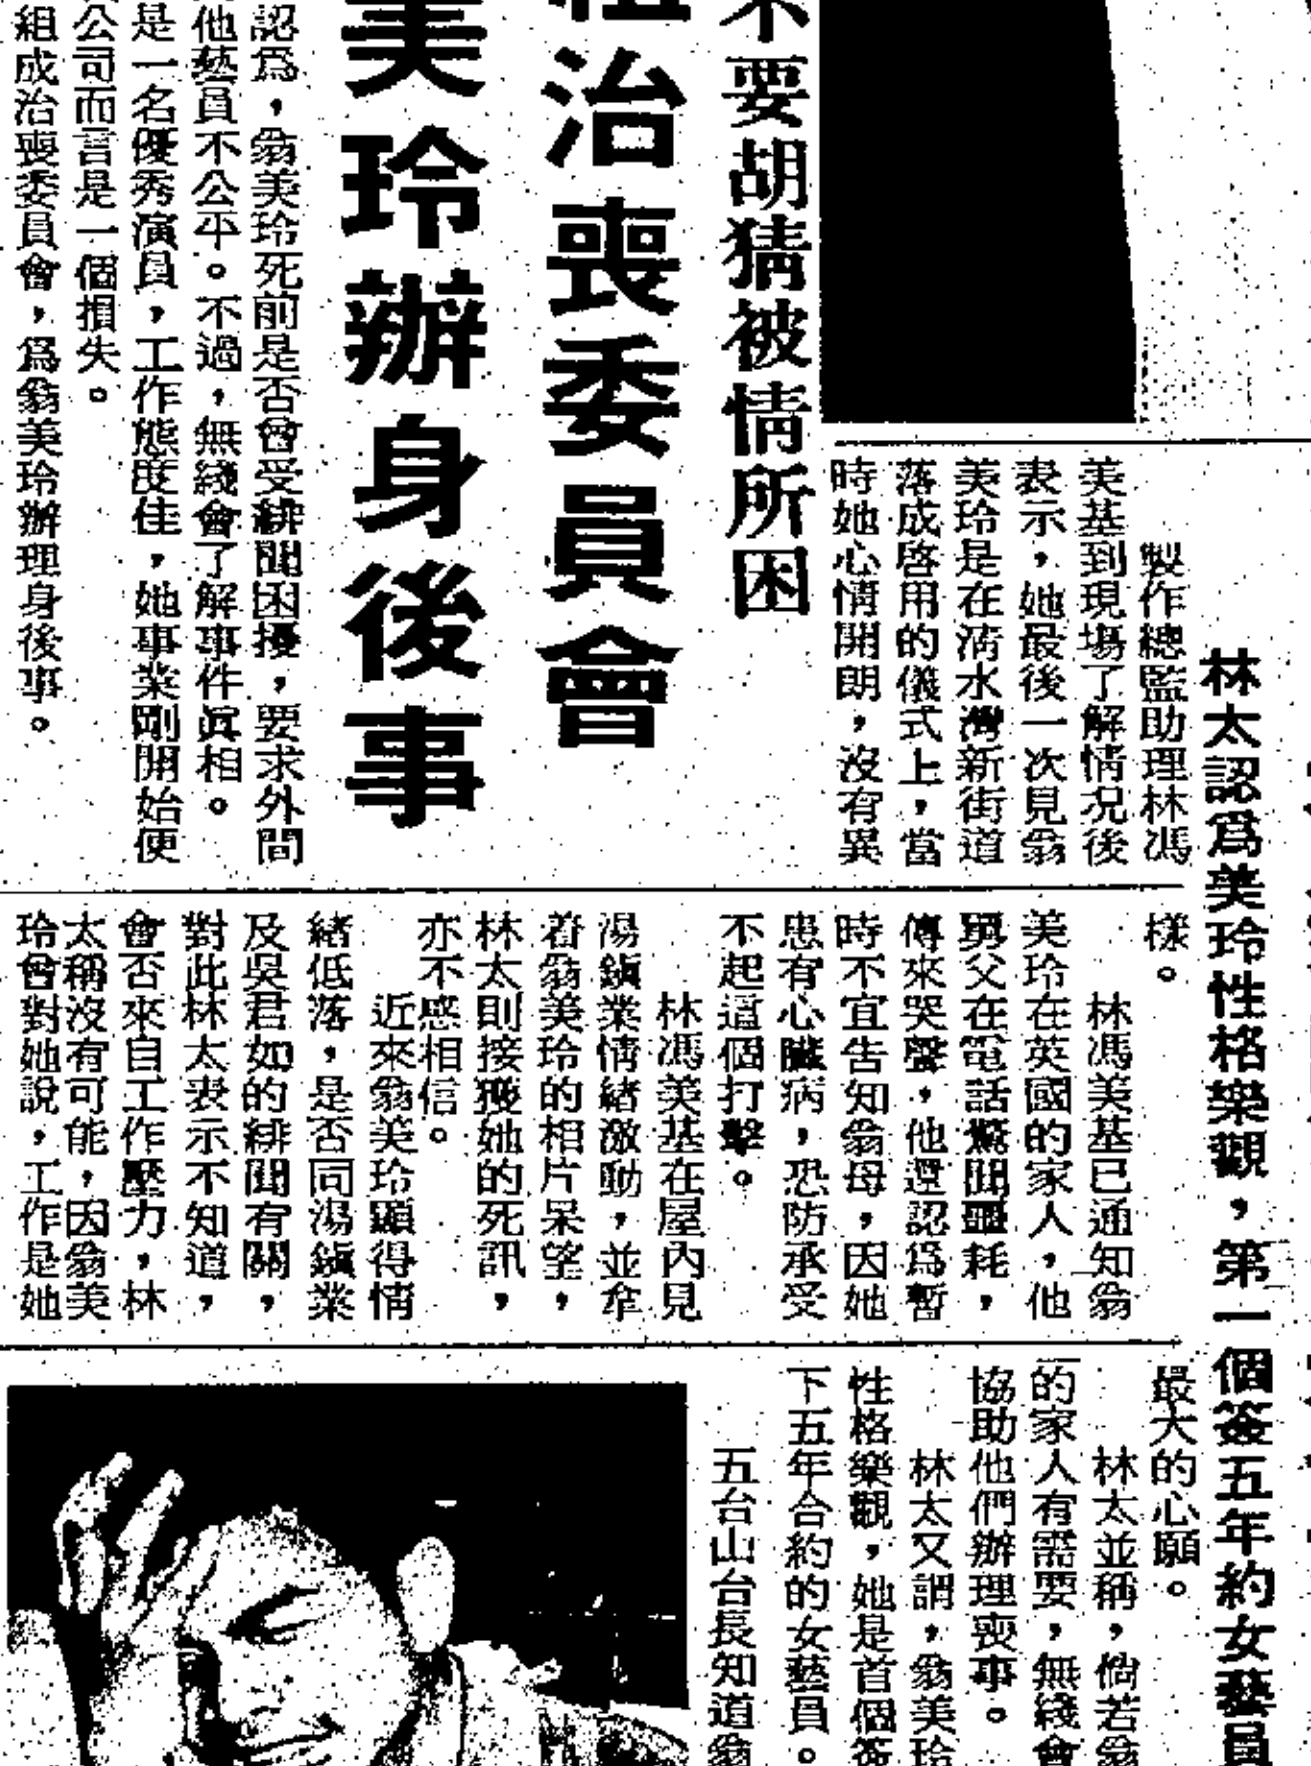 不要胡猜被情所困
治喪委員會
美玲辦身後事
認爲，翁美玲死前是否曾受緋聞困擾，要求外間
他藝員不公平。不過，無綫會了解事件眞相。
是一名優秀演員，工作態度佳，她事業剛開始便
公司而言是一個損失。
組成治喪委員會，爲翁美玲辦理身後事。
林太認爲美玲性格樂觀，第一個簽五年約女藝員
製作總監助理林馮
美基到現場了解情況後
表示，她最後一次見翁
美玲是在清水灣新街道
落成啓用的儀式上，當
時她心情開朗，沒有異
樣。
林馮美基已通知翁
美玲在英國的家人，他
舅父在電話驚聞噩耗，
傳來哭聲，他還認爲暫
時不宜告知翁母，因她
患有心臟病，恐防承受
不起這個打擊。
林馮美基在屋內見
湯鎭業情緒激動，並拿
着翁美玲的相片呆望，
林太則接獲她的死訊，
亦不感相信。
近來翁美玲顯得情
緒低落，是否同湯鎭業
及吳君如的緋聞有關，
對此林太表示不知道，
會否來自工作壓力，林
太稱沒有可能，因翁美
玲曾對她說，工作是她
最大的心願。
林太並稱，倘若翁
的家人有需要，無綫會
協助他們辦理喪事。
林太又謂，翁美玲
性格樂觀，她是首個簽
下五年合約的女藝員。
五台山台長知道翁